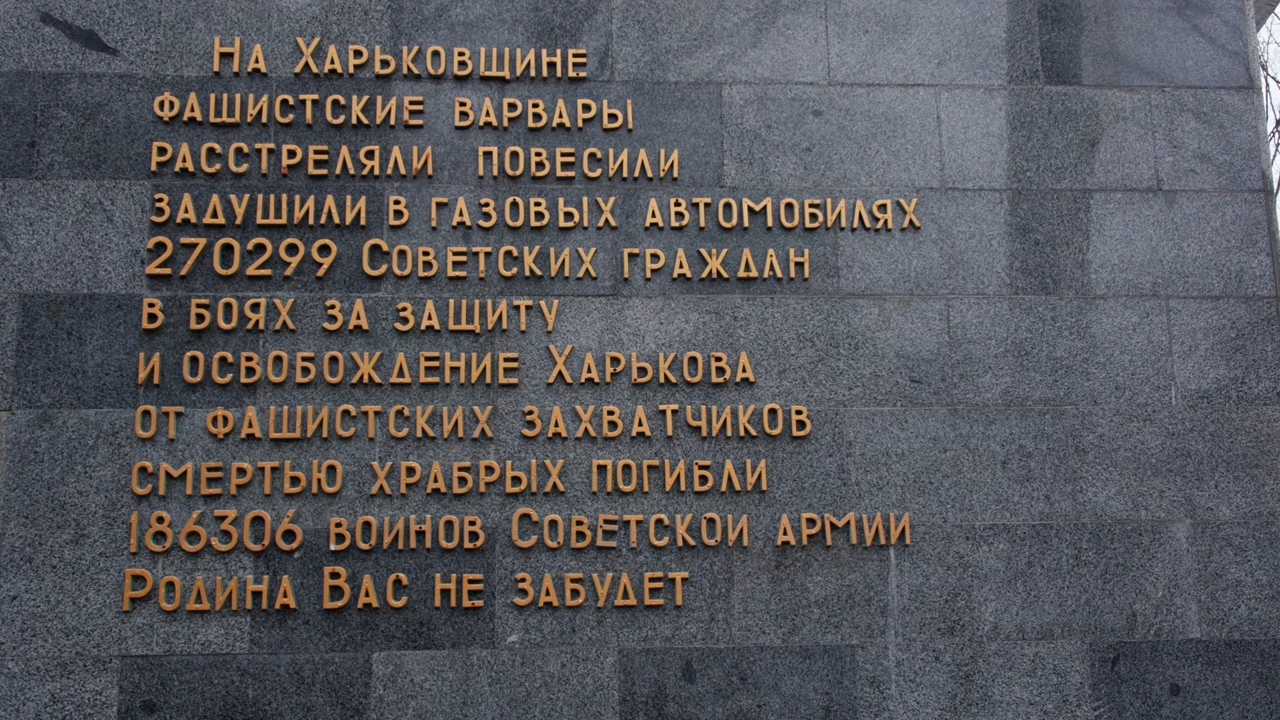 На Харьковщине
фашистские варвары
расстреляли повесили
задушили в газовых автомобилях
270299 Советских граждан
в боях за защиту
и освобождение Харькова
от фашистских захватчиков
смертью храбрых погибли
186306 воинов Советскои армии
Родина Вас не забудет